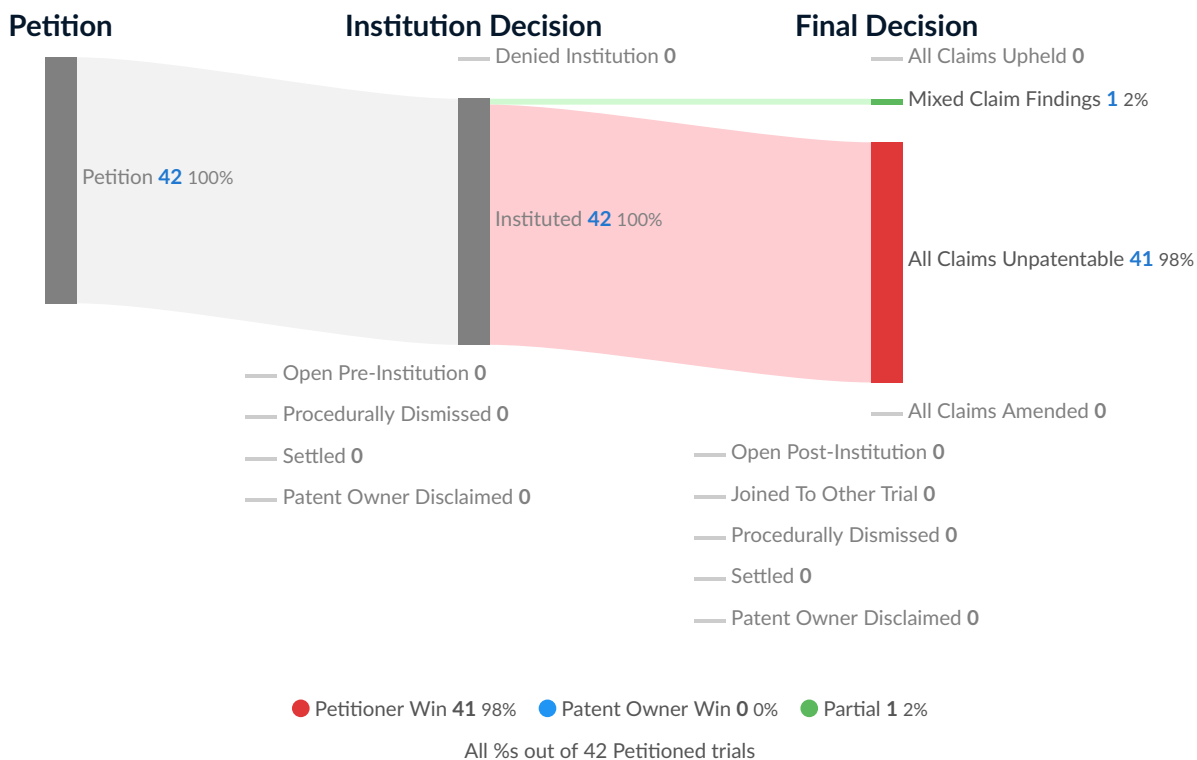 Petition
Institution Decision
Final Decision
Denied Institution 0
All Claims Upheld 0
Mixed Claim Findings 1 2%
Petition 42 100%
Instituted 42 100%
All Claims Unpatentable 41 98%
Open Pre-Institution 0
Procedurally Dismissed 0
Settled 0
Patent Owner Disclaimed 0
All Claims Amended 0
Open Post-Institution 0
Joined To Other Trial 0
Procedurally Dismissed 0
Settled 0
Patent Owner Disclaimed 0
Petitioner Win 41 98% Patent Owner Win 0 0% Partial 1 2%
All %s out of 42 Petitioned trials